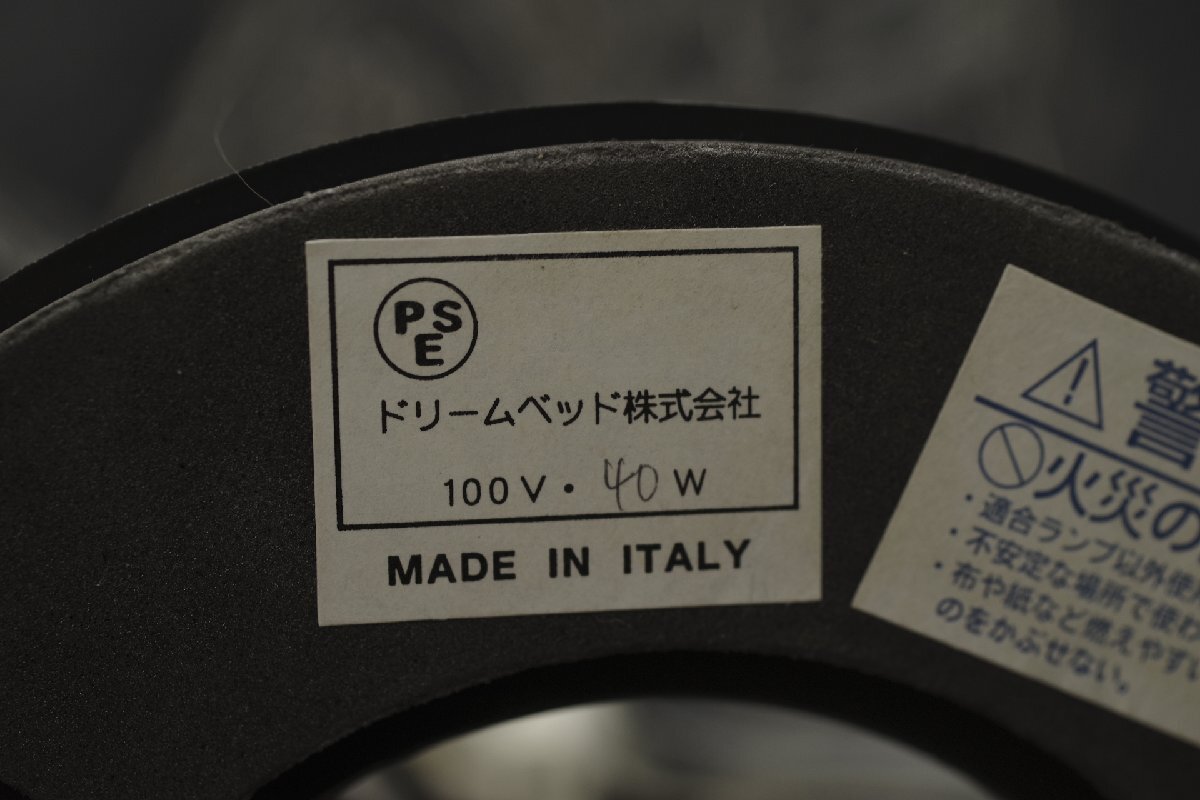 PSE
ドリームベッド株式会社
100V・40W
MADE IN ITALY
警
火災の
・適合ランプ以外使
・不安定な場所で使わ
・布や紙など燃えやすい
のをかぶせない。